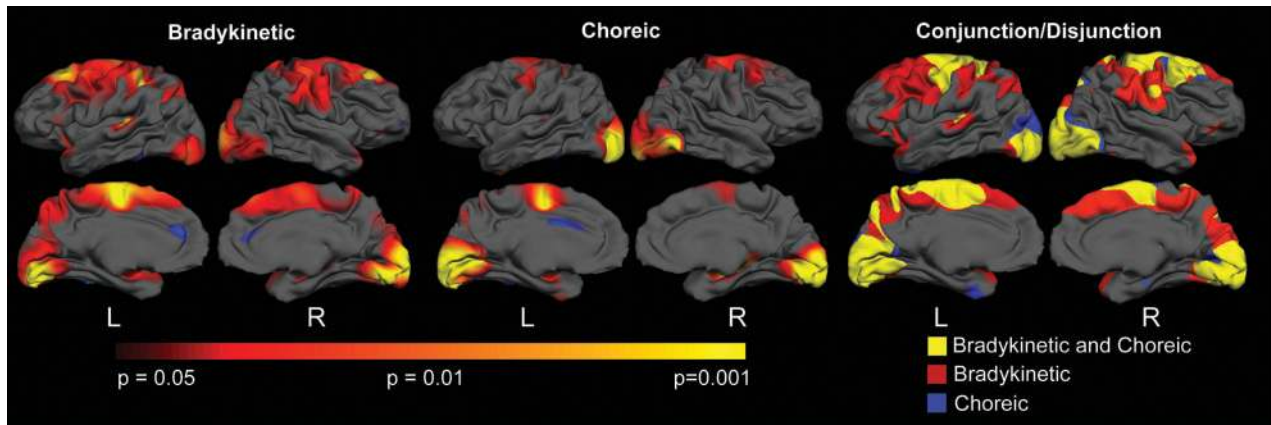 Bradykinetic
Choreic
Conjunction/Disjunction
L
R
L
R
L
R
p = 0.05
p = 0.01
p=0.001
Bradykinetic and Choreic
Bradykinetic
Choreic